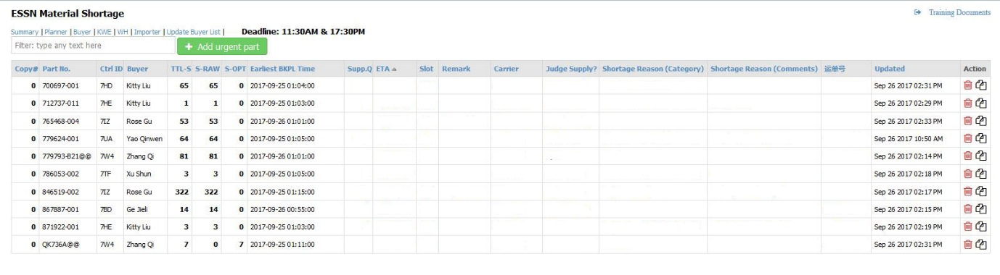 ESSN Material Shortage
Training Documents
Summary | Planner | Buyer | KWE | WH | Importer | Update Buyer List | Deadline: 11:30AM & 17:30PM
Filter: type any text here
Add urgent part
Copy# Part No. Ctrl ID Buyer TTL-S S-RAW S-OPT Earliest BKPL Time Supp.Q ETA Slot Remark Carrier Judge Supply? Shortage Reason (Category) Shortage Reason (Comments) 运单号 Updated Action
0 700697-001 7HD Kitty Liu 65 65 0 2017-09-25 01:04:00 Sep 26 2017 02:31 PM
0 712737-011 7HE Kitty Liu 1 1 0 2017-09-25 01:03:00 Sep 26 2017 02:29 PM
0 765468-004 7IZ Rose Gu 53 53 0 2017-09-26 01:01:00 Sep 26 2017 02:33 PM
0 779624-001 7UA Yao Qinwen 64 64 0 2017-09-25 01:05:00 Sep 26 2017 10:50 AM
0 779793-B21@@ 7W4 Zhang Qi 81 81 0 2017-09-26 01:01:00 Sep 26 2017 02:14 PM
0 786053-002 7TF Xu Shun 3 3 0 2017-09-25 01:05:00 Sep 26 2017 02:18 PM
0 846519-002 7IZ Rose Gu 322 322 0 2017-09-25 01:15:00 Sep 26 2017 02:17 PM
0 867887-001 7BD Ge Jieli 14 14 0 2017-09-26 00:55:00 Sep 26 2017 02:15 PM
0 871922-001 7HE Kitty Liu 3 3 0 2017-09-25 01:03:00 Sep 26 2017 02:19 PM
0 QK736A@@ 7W4 Zhang Qi 7 0 7 2017-09-25 01:11:00 Sep 26 2017 02:31 PM